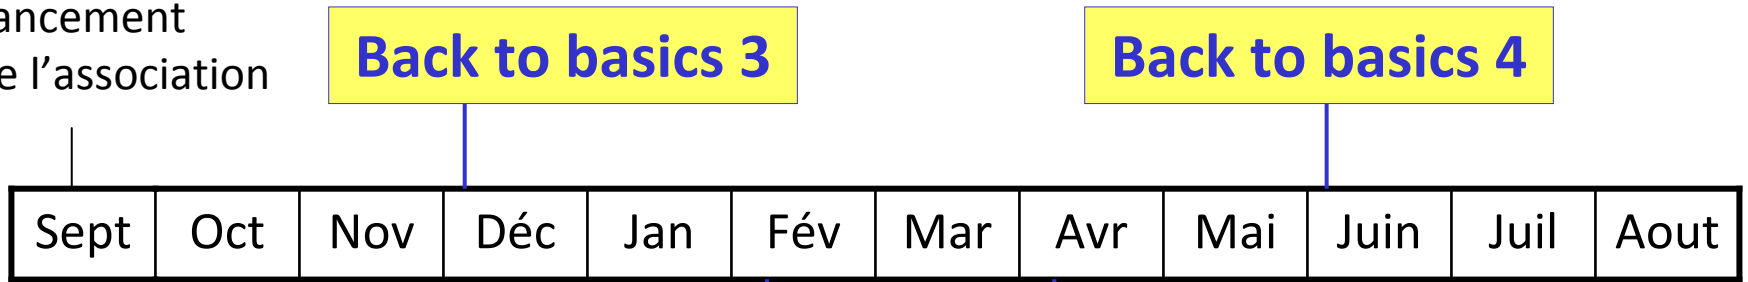 ancement
e l’association
Back to basics 3
Back to basics 4
Sept Oct Nov Déc Jan Fév Mar Avr Mai Juin Juil Aout